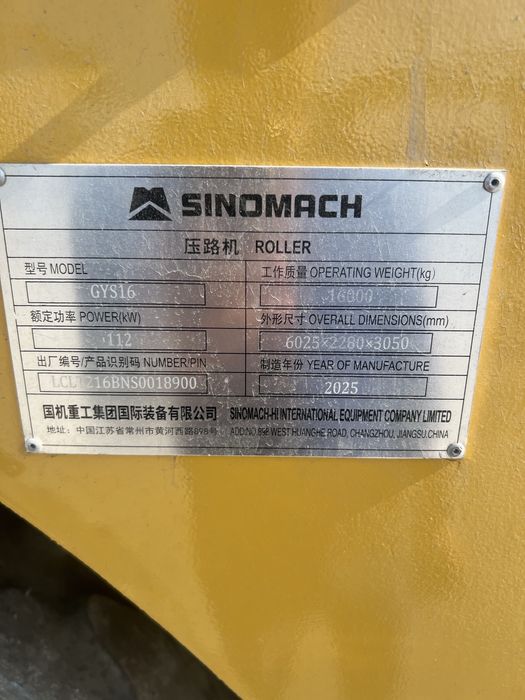 SINOMACH
压路机 ROLLER
型号 MODEL 工作质量 OPERATING WEIGHT(kg)
GYS16 16000
额定功率 POWER(kW) 外形尺寸 OVERALL DIMENSIONS(mm)
112 6025×2280×3050
出厂编号/产品识别码 NUMBER/PIN 制造年份 YEAR OF MANUFACTURE
2025
国机重工集团国际装备有限公司 SINOMACH-HI INTERNATIONAL EQUIPMENT COMPANY LIMITED
地址: 中国江苏省常州市黄河西路898号 ADD:NO.898 WEST HUANGHE ROAD, CHANGZHOU, JIANGSU.CHINA